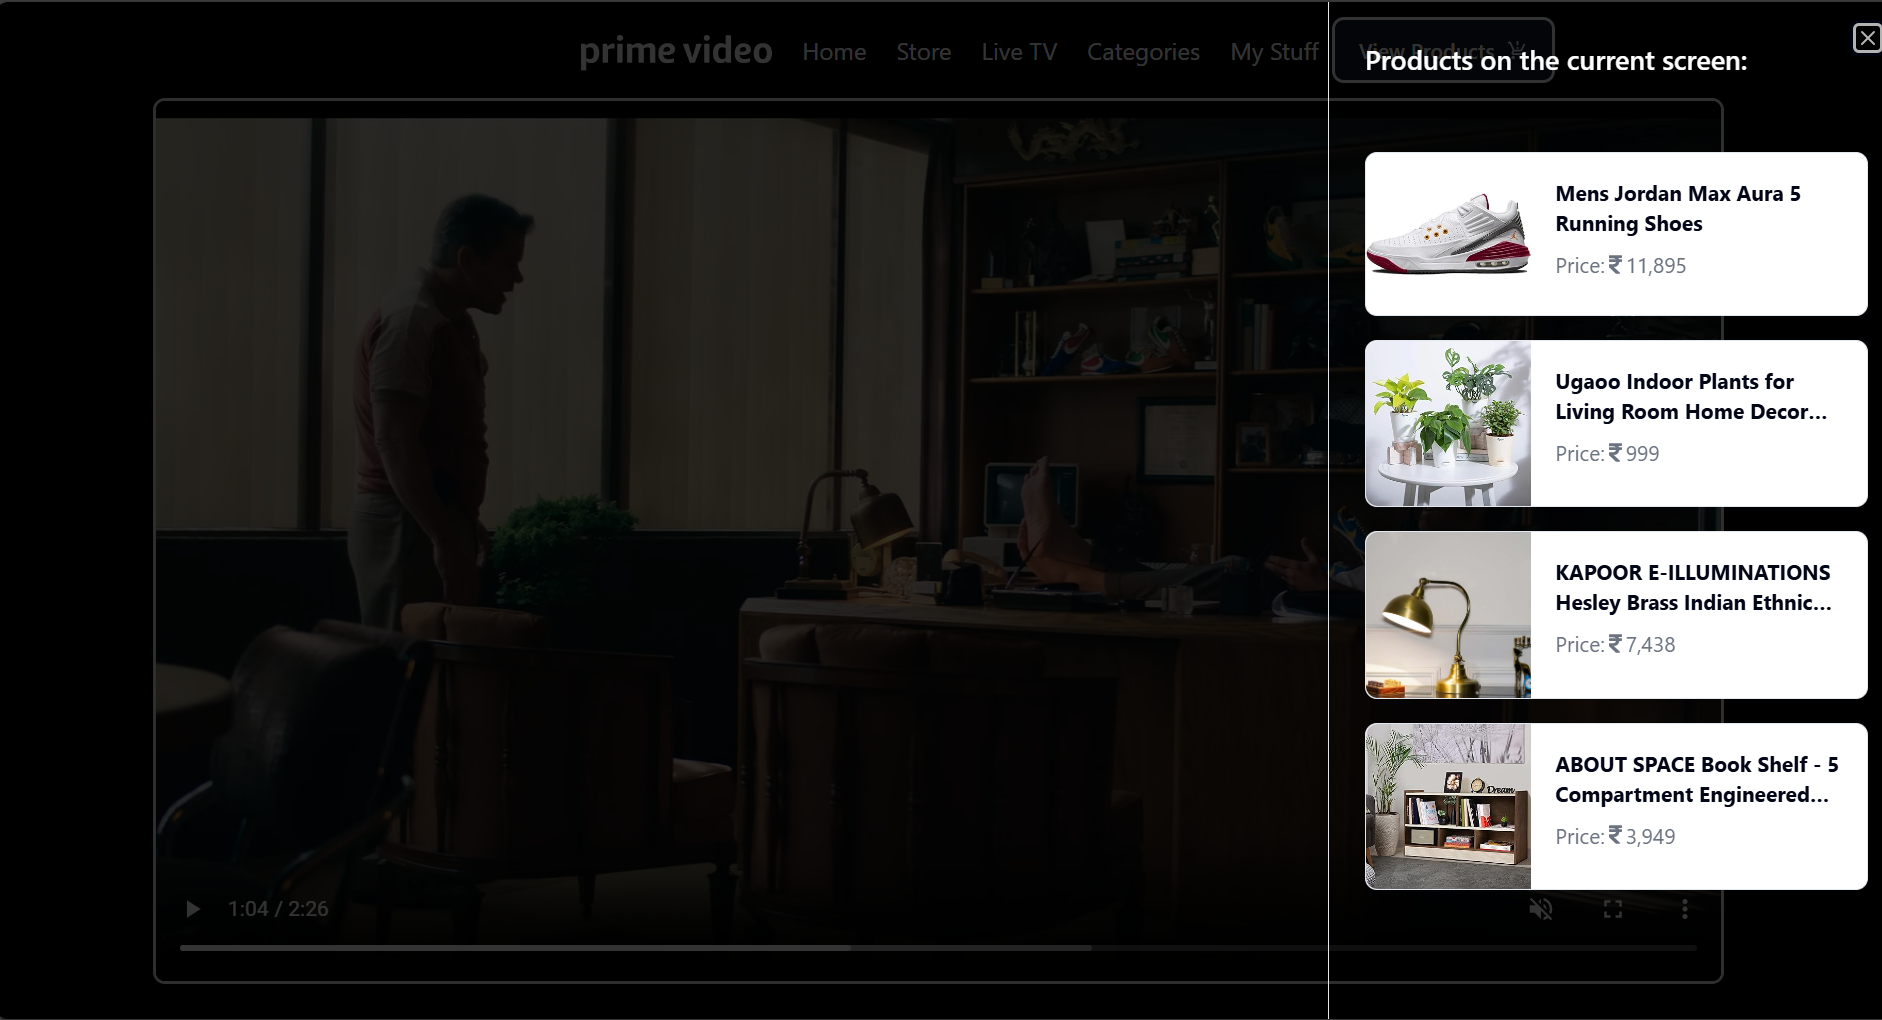 prime video
Home
Store
Live TV
Categories
My Stuff
View Products
Products on the current screen:
Mens Jordan Max Aura 5
Running Shoes
Price: ₹ 11,895
Ugaoo Indoor Plants for
Living Room Home Decor...
Price: ₹ 999
KAPOOR E-ILLUMINATIONS
Hesley Brass Indian Ethnic...
Price: ₹ 7,438
Dream
ABOUT SPACE Book Shelf - 5
Compartment Engineered...
Price: ₹ 3,949
1:04 / 2:26